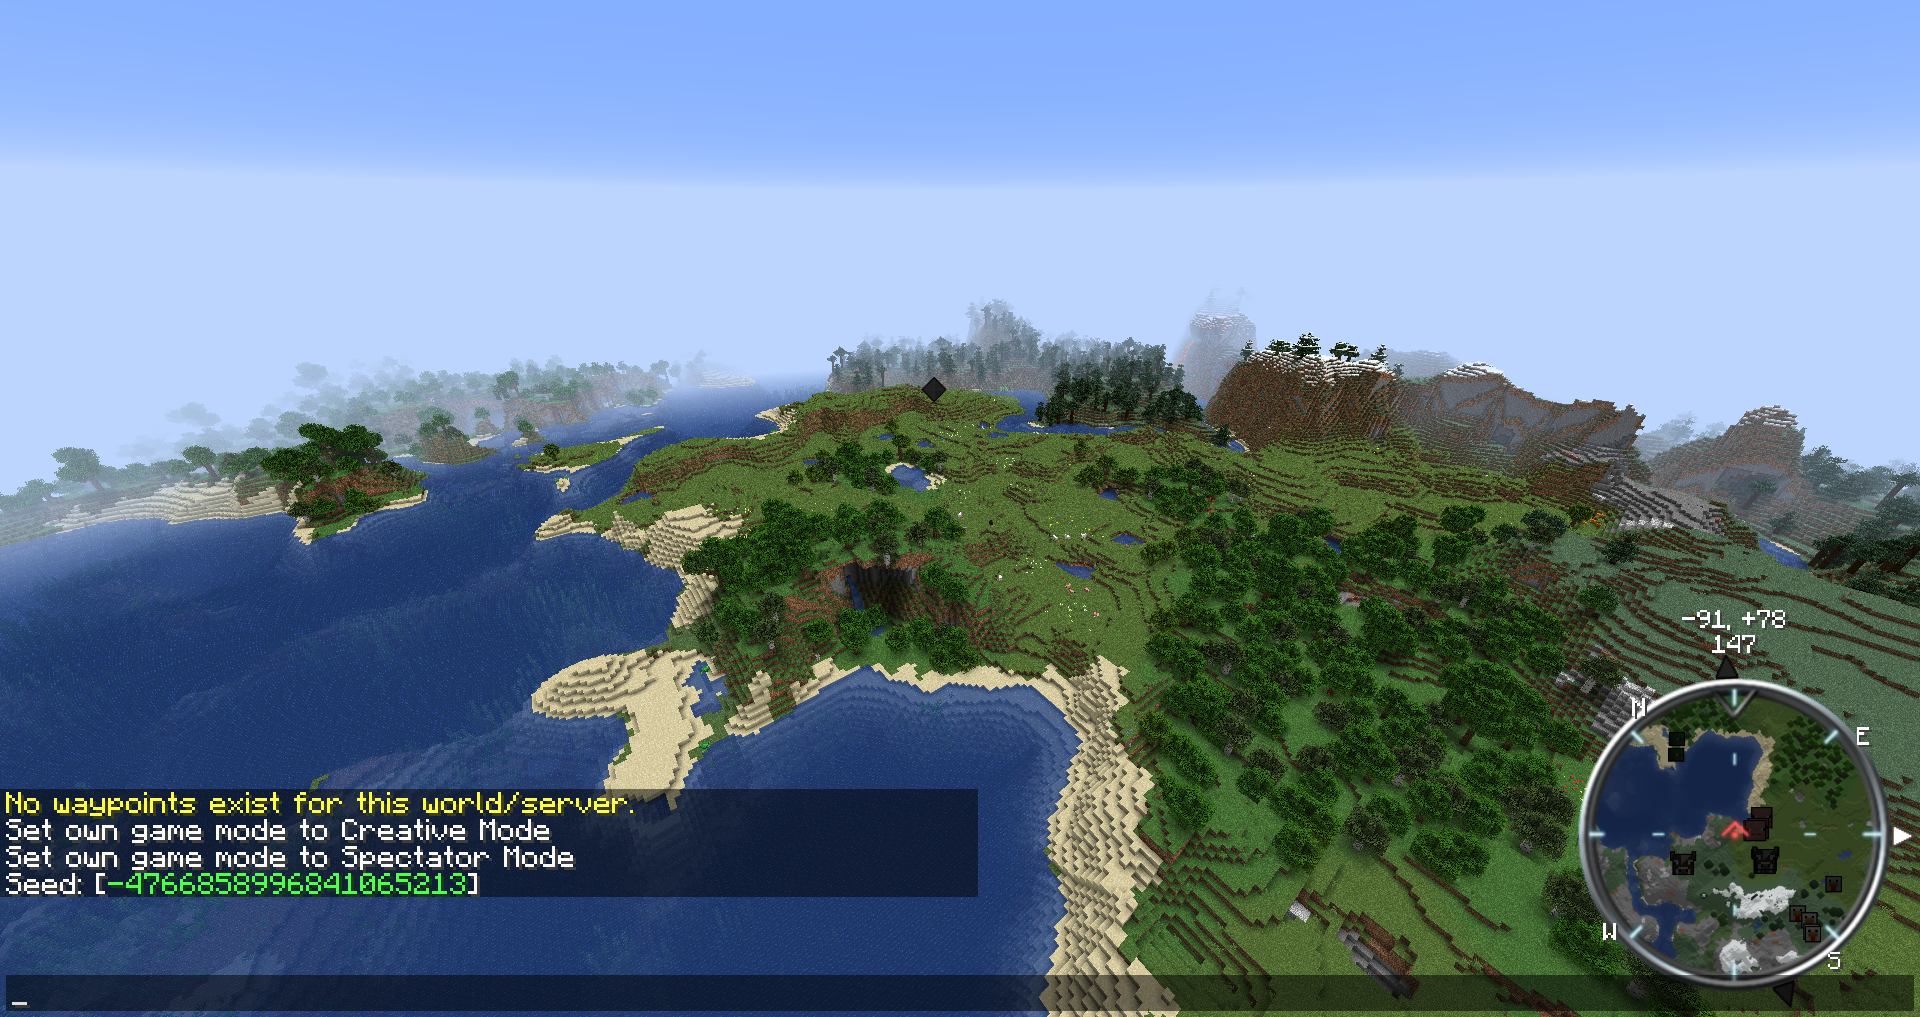 -91, +78
147
N
E
W
S
No waypoints exist for this world/server.
Set own game mode to Creative Mode
Set own game mode to Spectator Mode
Seed: [-4766858996841065213]
_